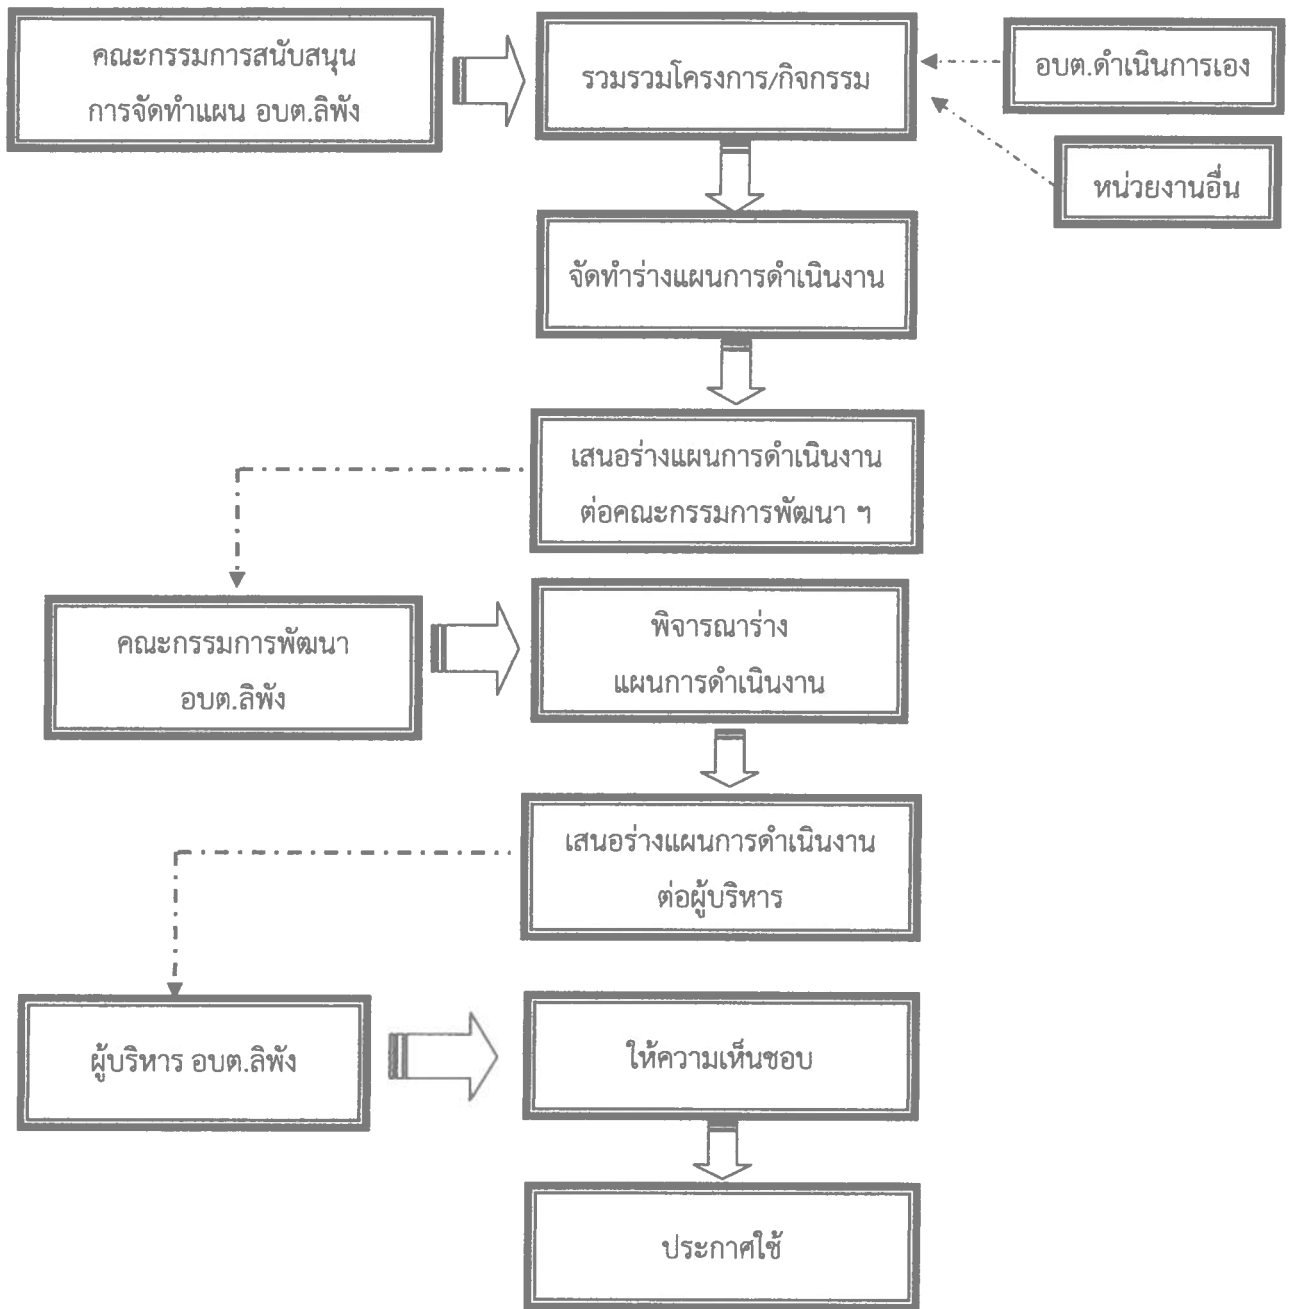 คณะกรรมการสนับสนุน
การจัดทำแผน อบต.ลิพัง
รวมรวมโครงการ/กิจกรรม
อบต.ดำเนินการเอง
หน่วยงานอื่น
จัดทำร่างแผนการดำเนินงาน
เสนอร่างแผนการดำเนินงาน
ต่อคณะกรรมการพัฒนา ฯ
คณะกรรมการพัฒนา
อบต.ลิพัง
พิจารณาร่าง
แผนการดำเนินงาน
เสนอร่างแผนการดำเนินงาน
ต่อผู้บริหาร
ผู้บริหาร อบต.ลิพัง
ให้ความเห็นชอบ
ประกาศใช้